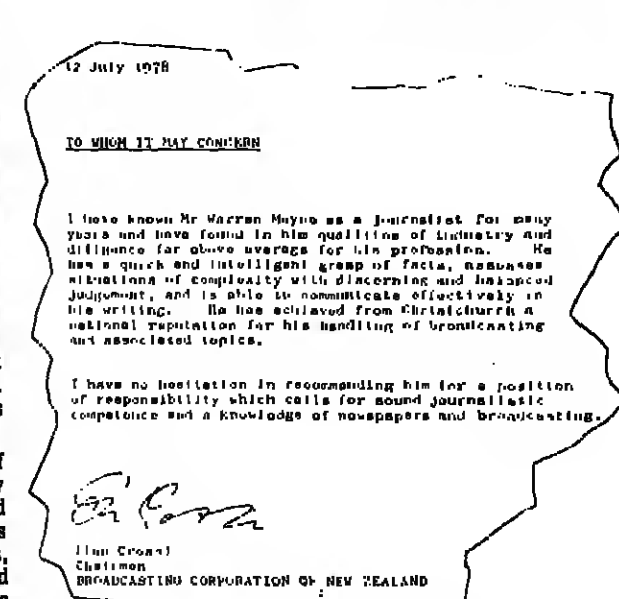 12 July 1978
TO WHOM IT MAY CONCERN
I have known Mr Warren Mayne as a journalist for many
years and have found in him qualities of industry and
diligence far above average for his profession. He
has a quick and intelligent grasp of facts, assesses
situations of complexity with discerning and balanced
judgement, and is able to communicate effectively in
his writing. He has achieved from Christchurch a
national reputation for his handling of broadcasting
and associated topics.
I have no hesitation in recommending him for a position
of responsibility which calls for sound journalistic
competence and a knowledge of newspapers and broadcasting.
Ian Cross
Chairman
BROADCASTING CORPORATION OF NEW ZEALAND